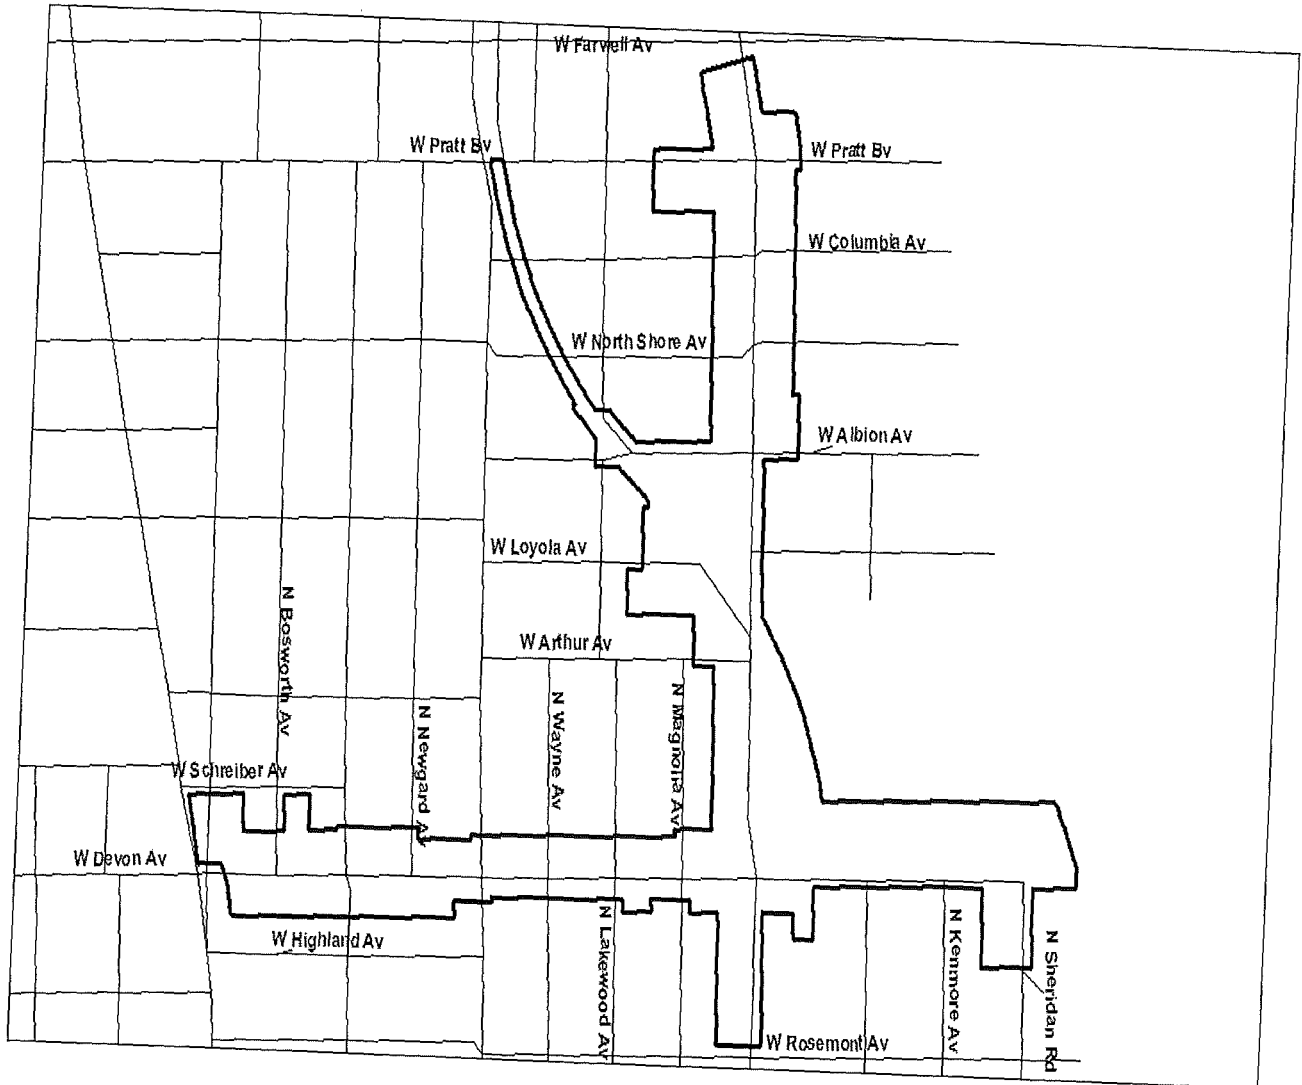 W Farwell Av
W Pratt Bv
W Pratt Bv
W Columbia Av
W North Shore Av
W Albion Av
W Loyola Av
N Bosworth Av
W Arthur Av
N Newgard Av
N Wayne Av
N Magnolia Av
W Schreiber Av
W Devon Av
W Highland Av
N Lakewood Av
N Kenmore Av
N Sheridan Rd
W Rosemont Av